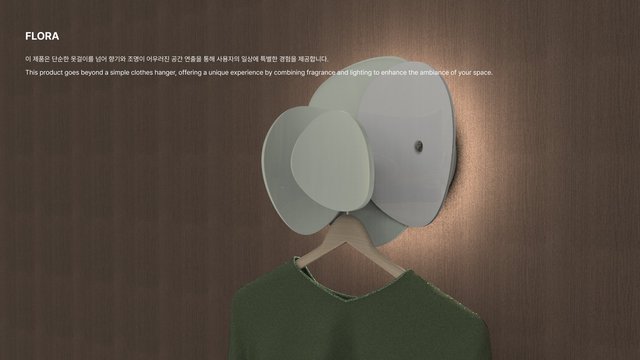 FLORA
이 제품은 단순한 옷걸이를 넘어 향기와 조명이 어우러진 공간 연출을 통해 사용자의 일상에 특별한 경험을 제공합니다.
This product goes beyond a simple clothes hanger, offering a unique experience by combining fragrance and lighting to enhance the ambiance of your space.